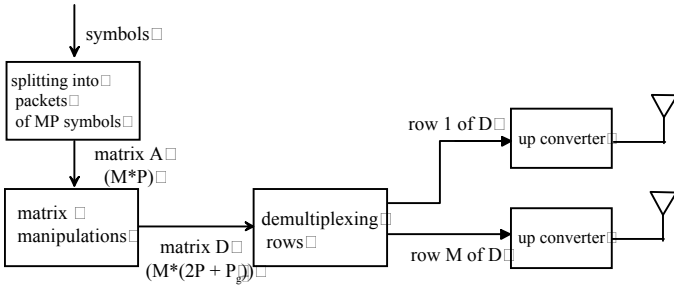 symbols
splitting into
packets
of MP symbols
matrix A
(M*P)
matrix
manipulations
matrix D
(M*(2P + Pg))
demultiplexing
rows
row 1 of D
up converter
row M of D
up converter